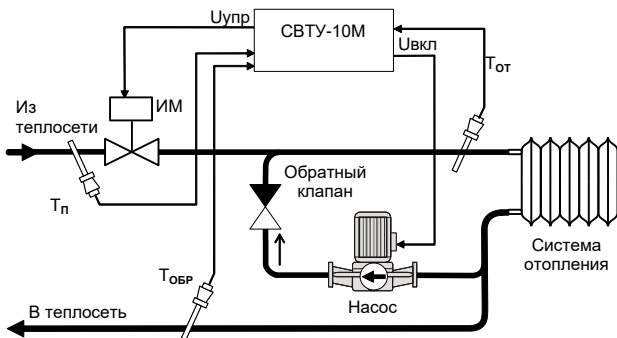 Uупр
СВТУ-10М
Uвкл
TОТ
Из
теплосети
ИМ
TП
Обратный
клапан
TОБР
Насос
Система
отопления
В теплосеть